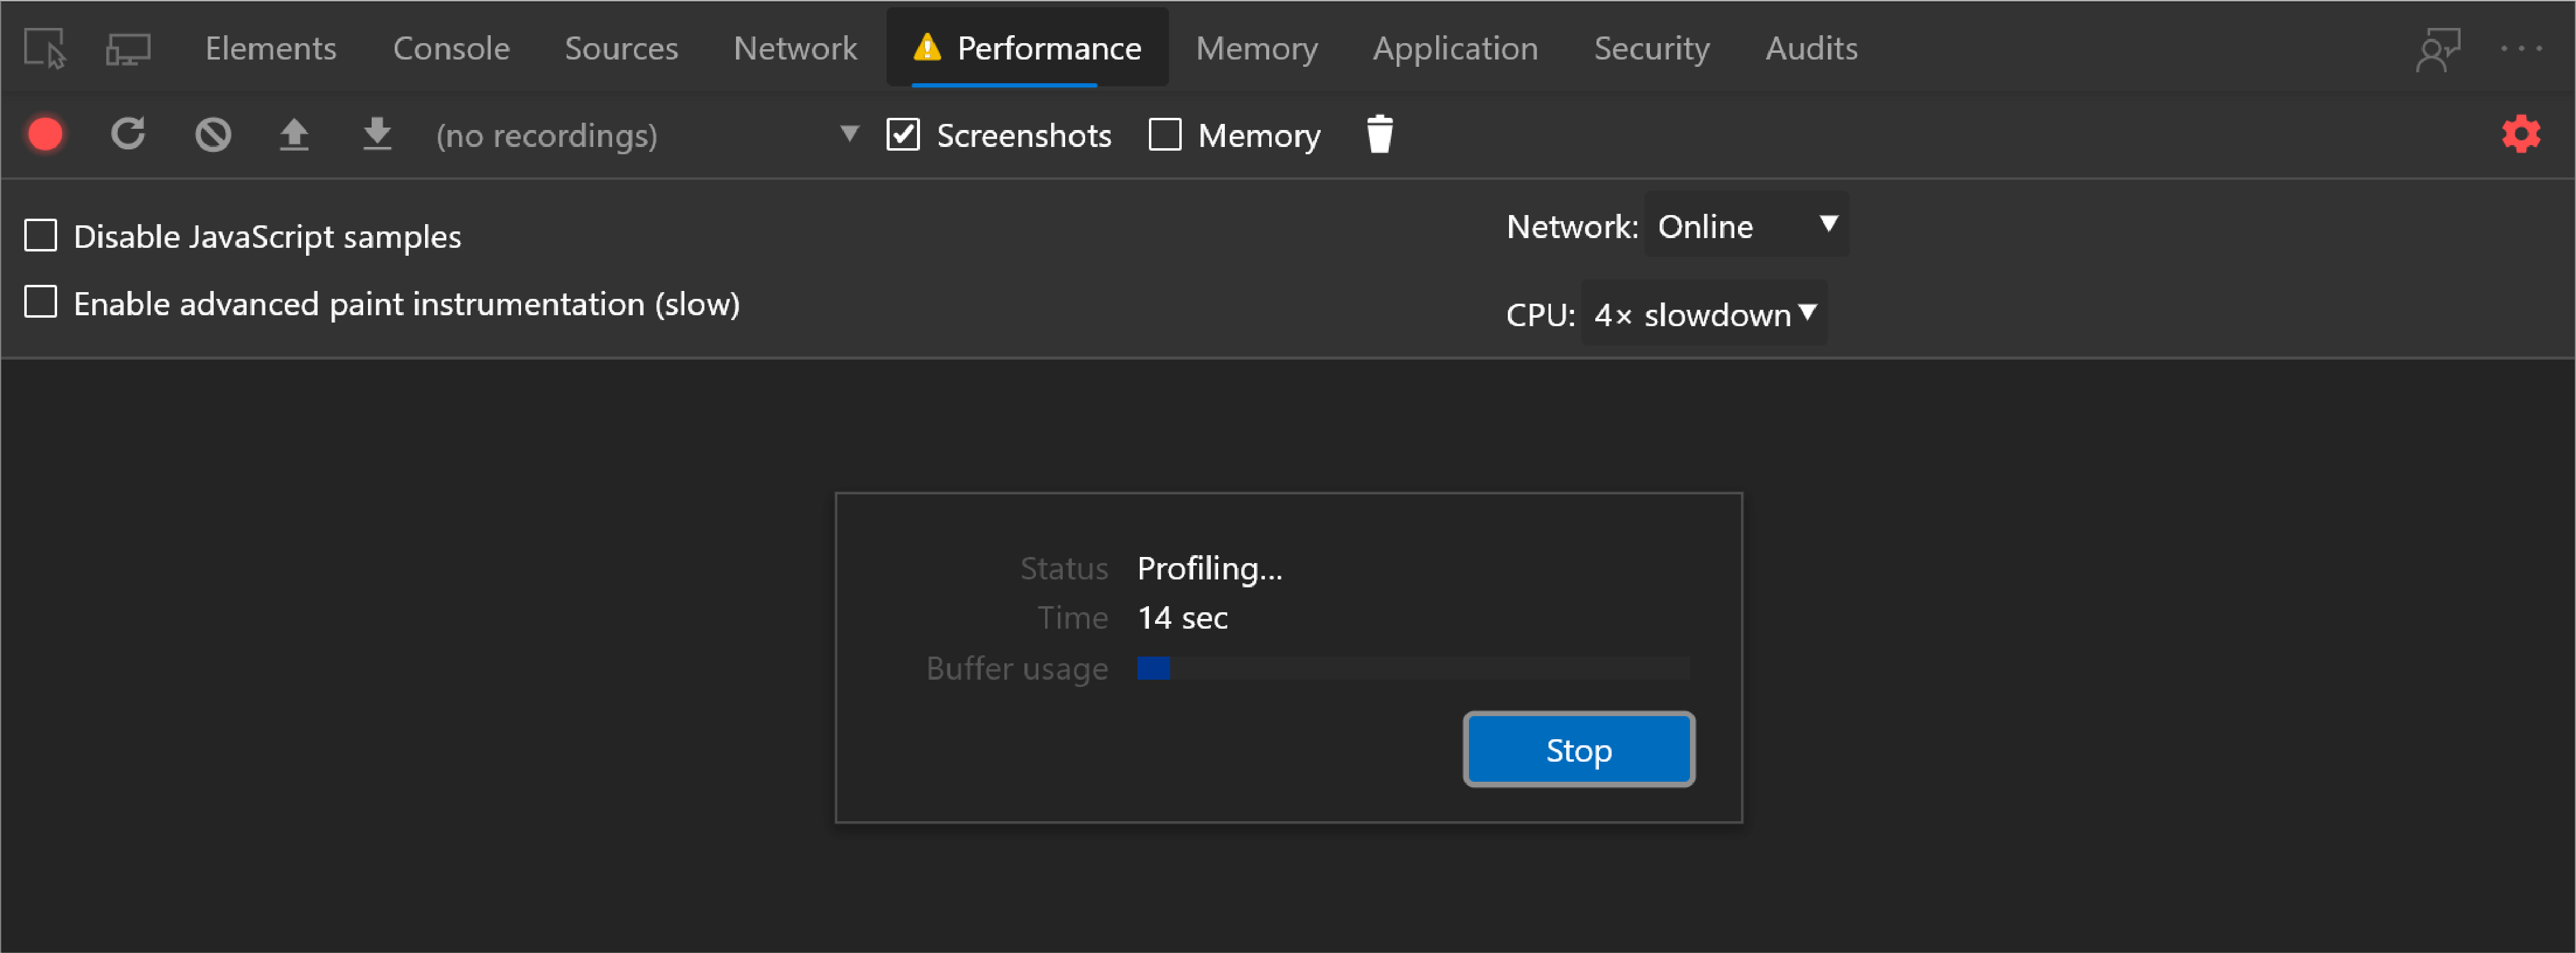 Elements Console Sources Network Performance Memory Application Security Audits
(no recordings) Screenshots Memory
Disable JavaScript samples
Network: Online
Enable advanced paint instrumentation (slow)
CPU: 4× slowdown
Status Profiling...
Time 14 sec
Buffer usage
Stop